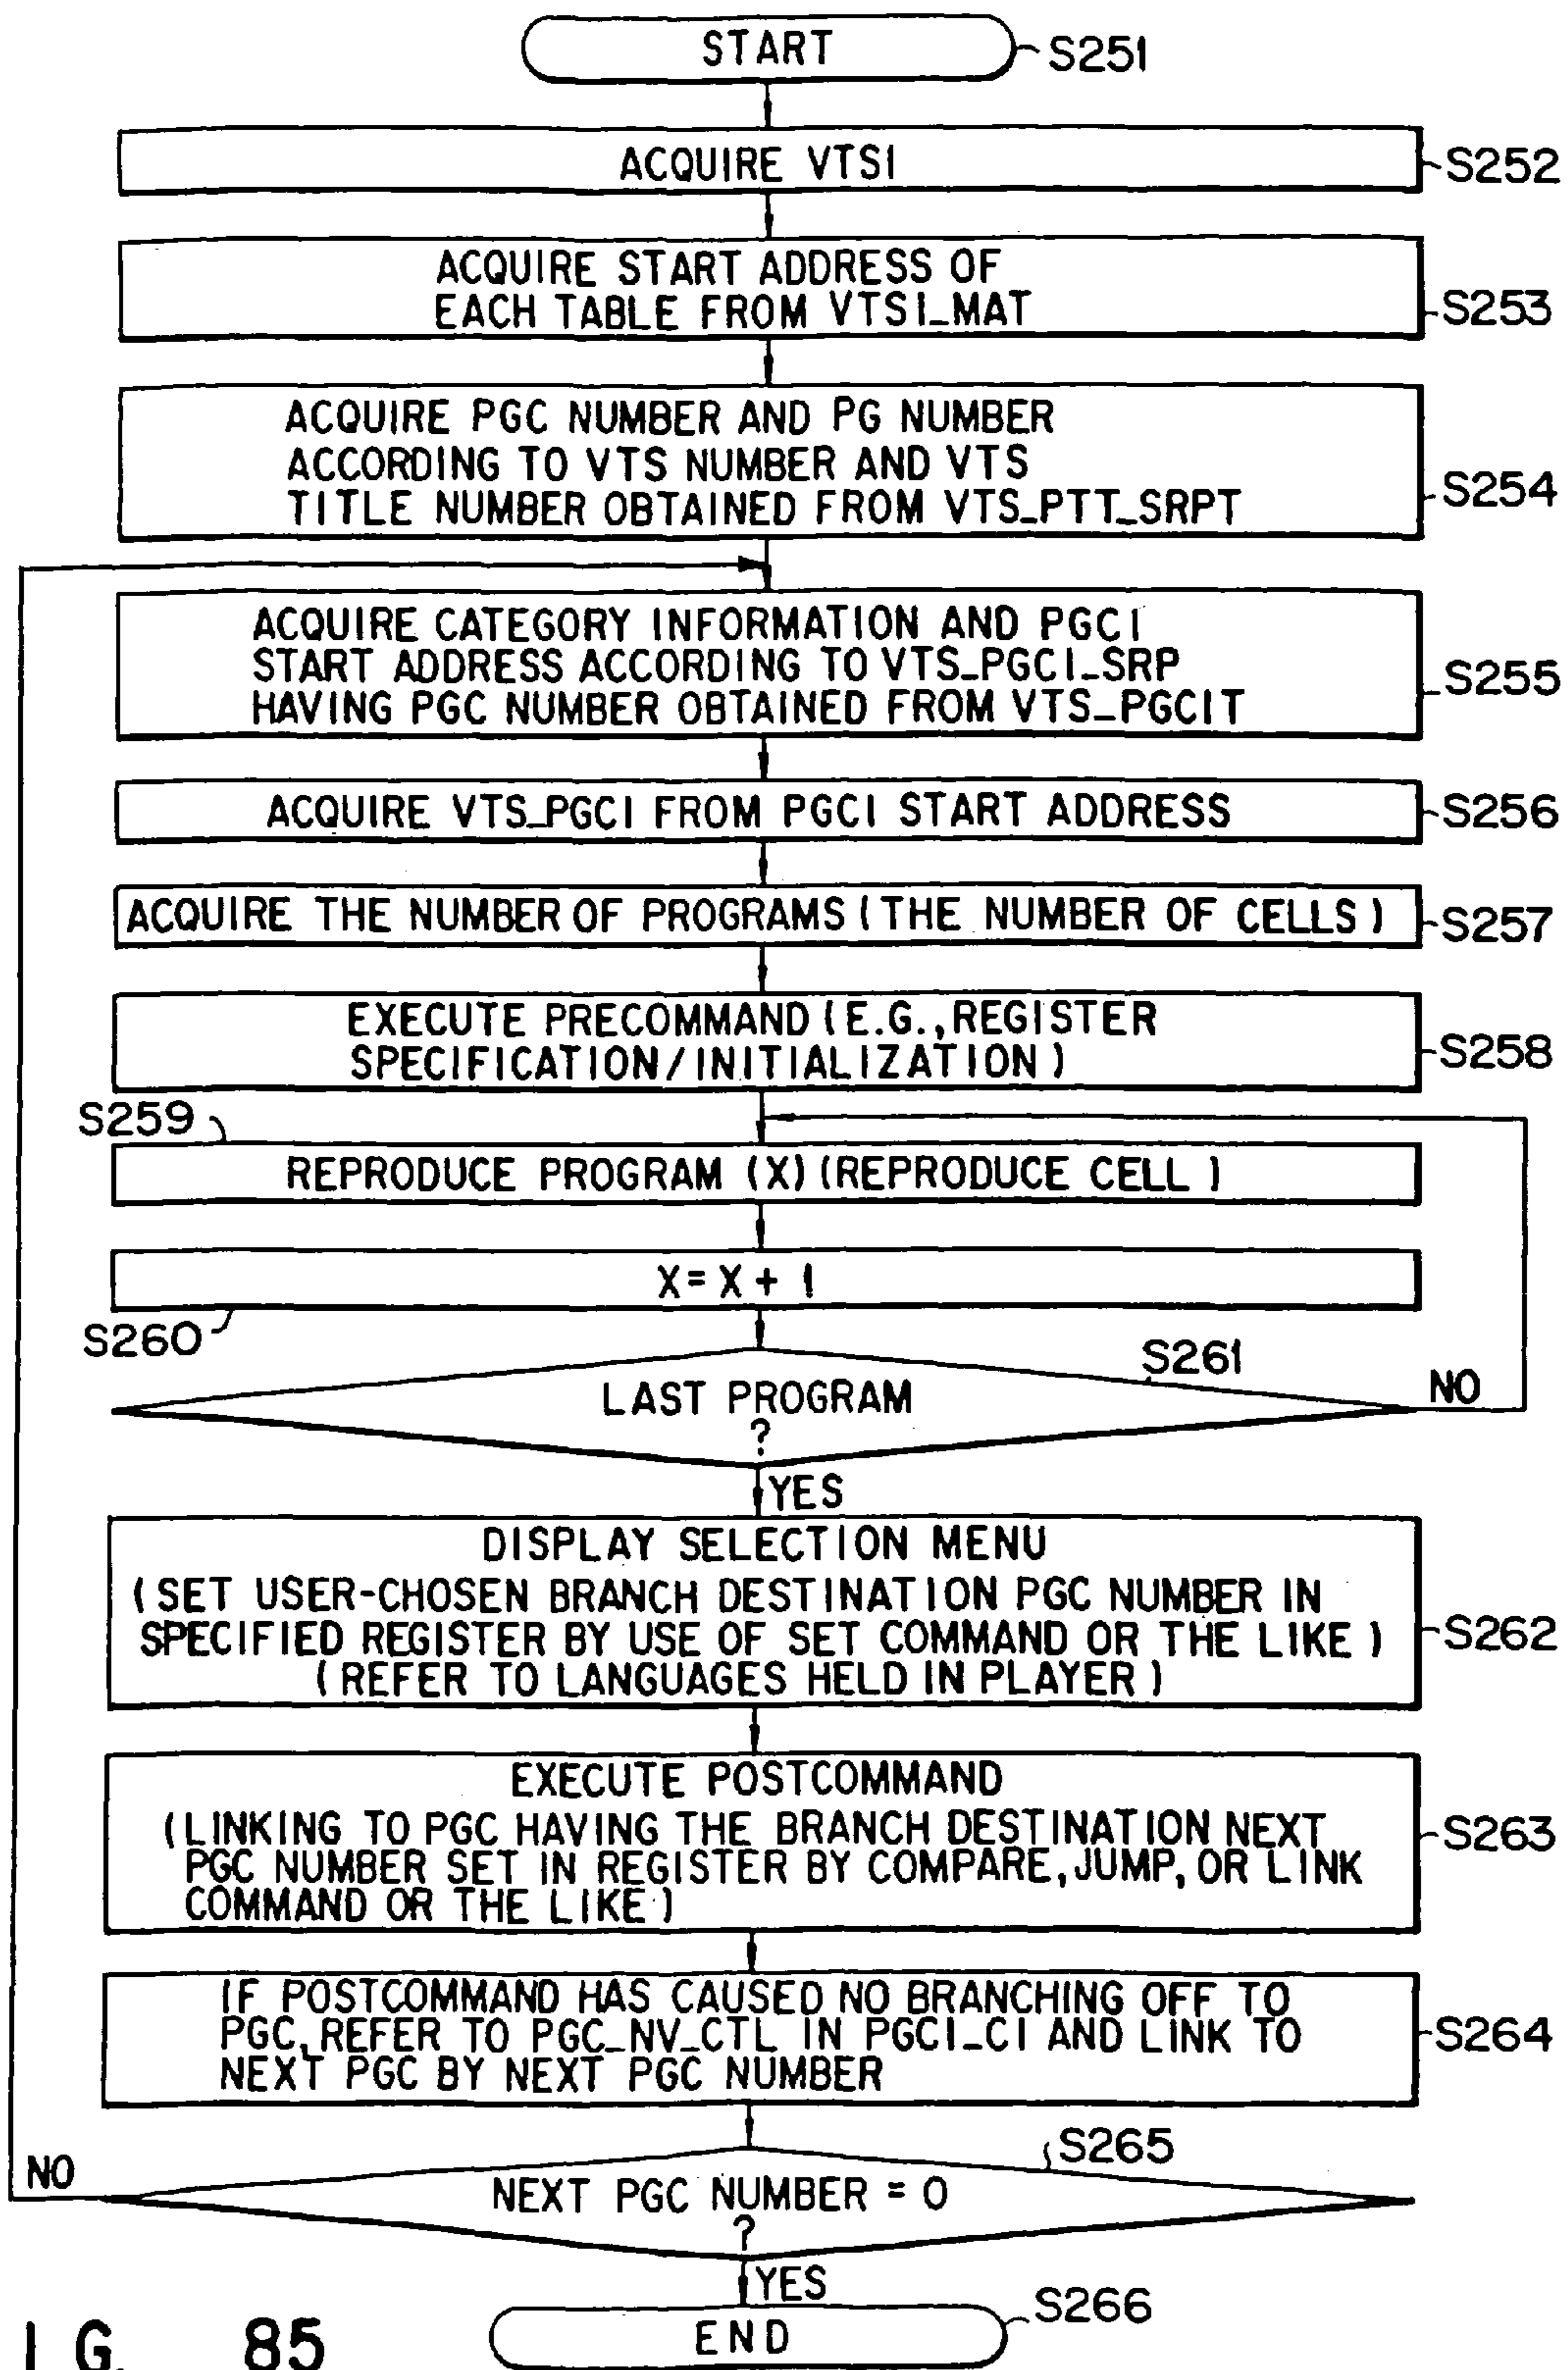 START
S251
ACQUIRE VTSI
S252
ACQUIRE START ADDRESS OF
EACH TABLE FROM VTSI_MAT
S253
ACQUIRE PGC NUMBER AND PG NUMBER
ACCORDING TO VTS NUMBER AND VTS
TITLE NUMBER OBTAINED FROM VTS_PTT_SRPT
S254
ACQUIRE CATEGORY INFORMATION AND PGCI
START ADDRESS ACCORDING TO VTS_PGCI_SRP
HAVING PGC NUMBER OBTAINED FROM VTS_PGCIT
S255
ACQUIRE VTS_PGCI FROM PGCI START ADDRESS
S256
ACQUIRE THE NUMBER OF PROGRAMS (THE NUMBER OF CELLS)
S257
EXECUTE PRECOMMAND (E.G., REGISTER
SPECIFICATION/INITIALIZATION)
S258
S259
REPRODUCE PROGRAM (X) (REPRODUCE CELL)
X = X + 1
S260
S261
LAST PROGRAM
?
NO
YES
DISPLAY SELECTION MENU
(SET USER-CHOSEN BRANCH DESTINATION PGC NUMBER IN
SPECIFIED REGISTER BY USE OF SET COMMAND OR THE LIKE)
(REFER TO LANGUAGES HELD IN PLAYER)
S262
EXECUTE POSTCOMMAND
(LINKING TO PGC HAVING THE BRANCH DESTINATION NEXT
PGC NUMBER SET IN REGISTER BY COMPARE, JUMP, OR LINK
COMMAND OR THE LIKE)
S263
IF POSTCOMMAND HAS CAUSED NO BRANCHING OFF TO
PGC, REFER TO PGC_NV_CTL IN PGCI_CI AND LINK TO
NEXT PGC BY NEXT PGC NUMBER
S264
S265
NO
NEXT PGC NUMBER = 0
?
YES
END
S266
IG. 85